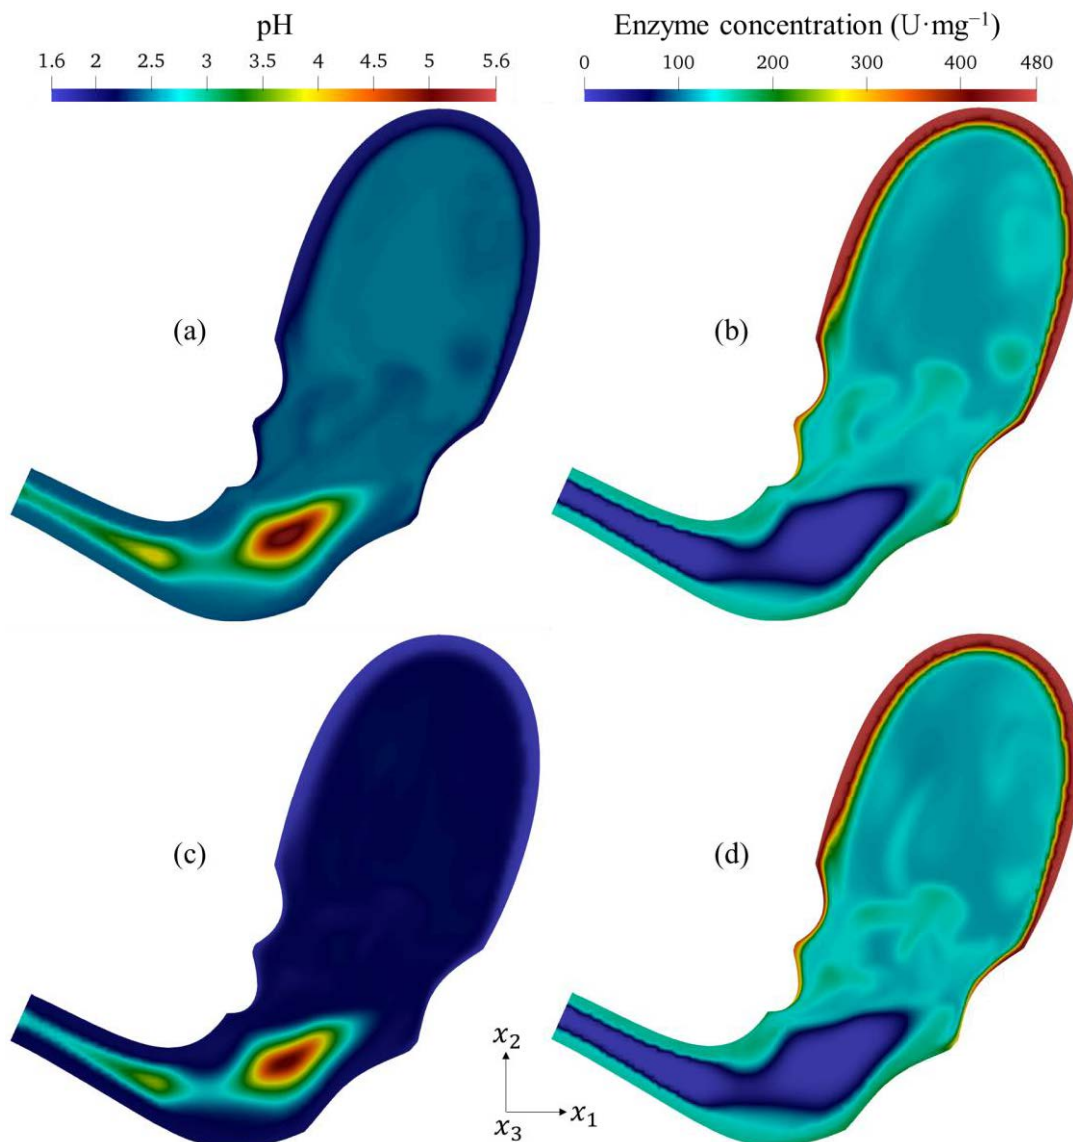 pH
Enzyme concentration (U·mg⁻¹)
1.6 2 2.5 3 3.5 4 4.5 5 5.6
0 100 200 300 400 480
(a)
(b)
(c)
(d)
x₂
x₃
x₁